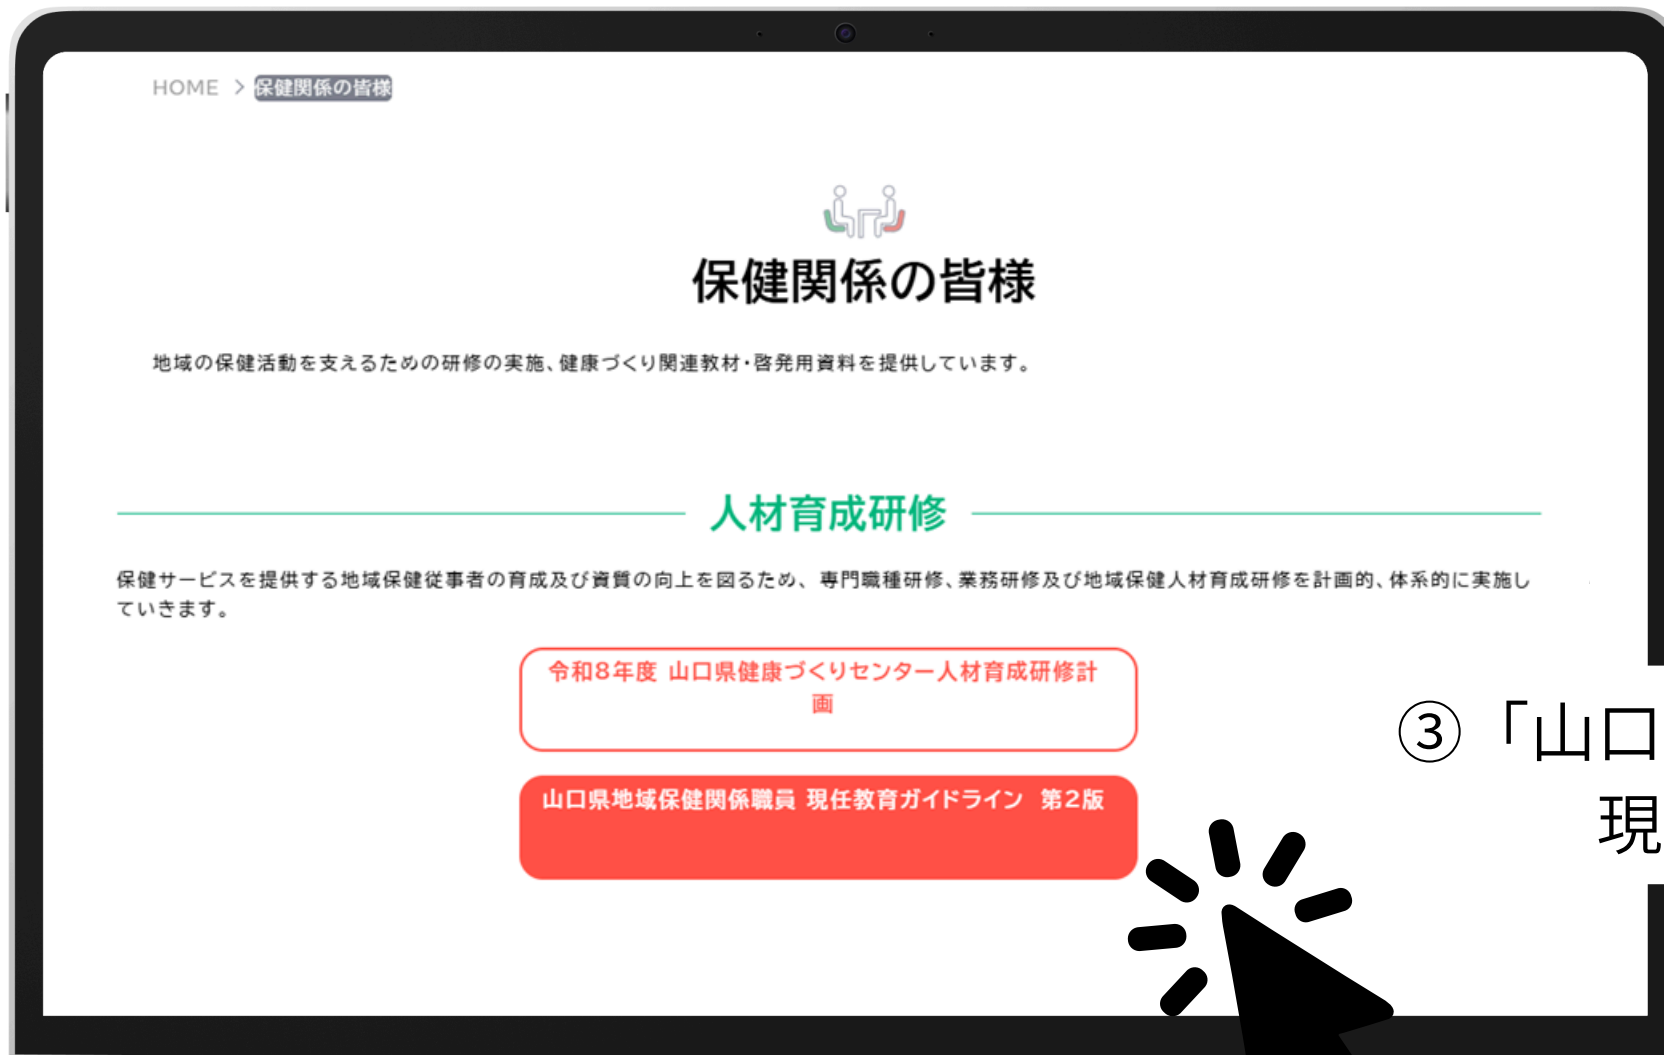 HOME > 保健関係の皆様
保健関係の皆様
地域の保健活動を支えるための研修の実施、健康づくり関連教材・啓発用資料を提供しています。
人材育成研修
保健サービスを提供する地域保健従事者の育成及び資質の向上を図るため、専門職種研修、業務研修及び地域保健人材育成研修を計画的、体系的に実施し
ていきます。
令和8年度 山口県健康づくりセンター人材育成研修計
画
山口県地域保健関係職員 現任教育ガイドライン 第2版
③「山口
現